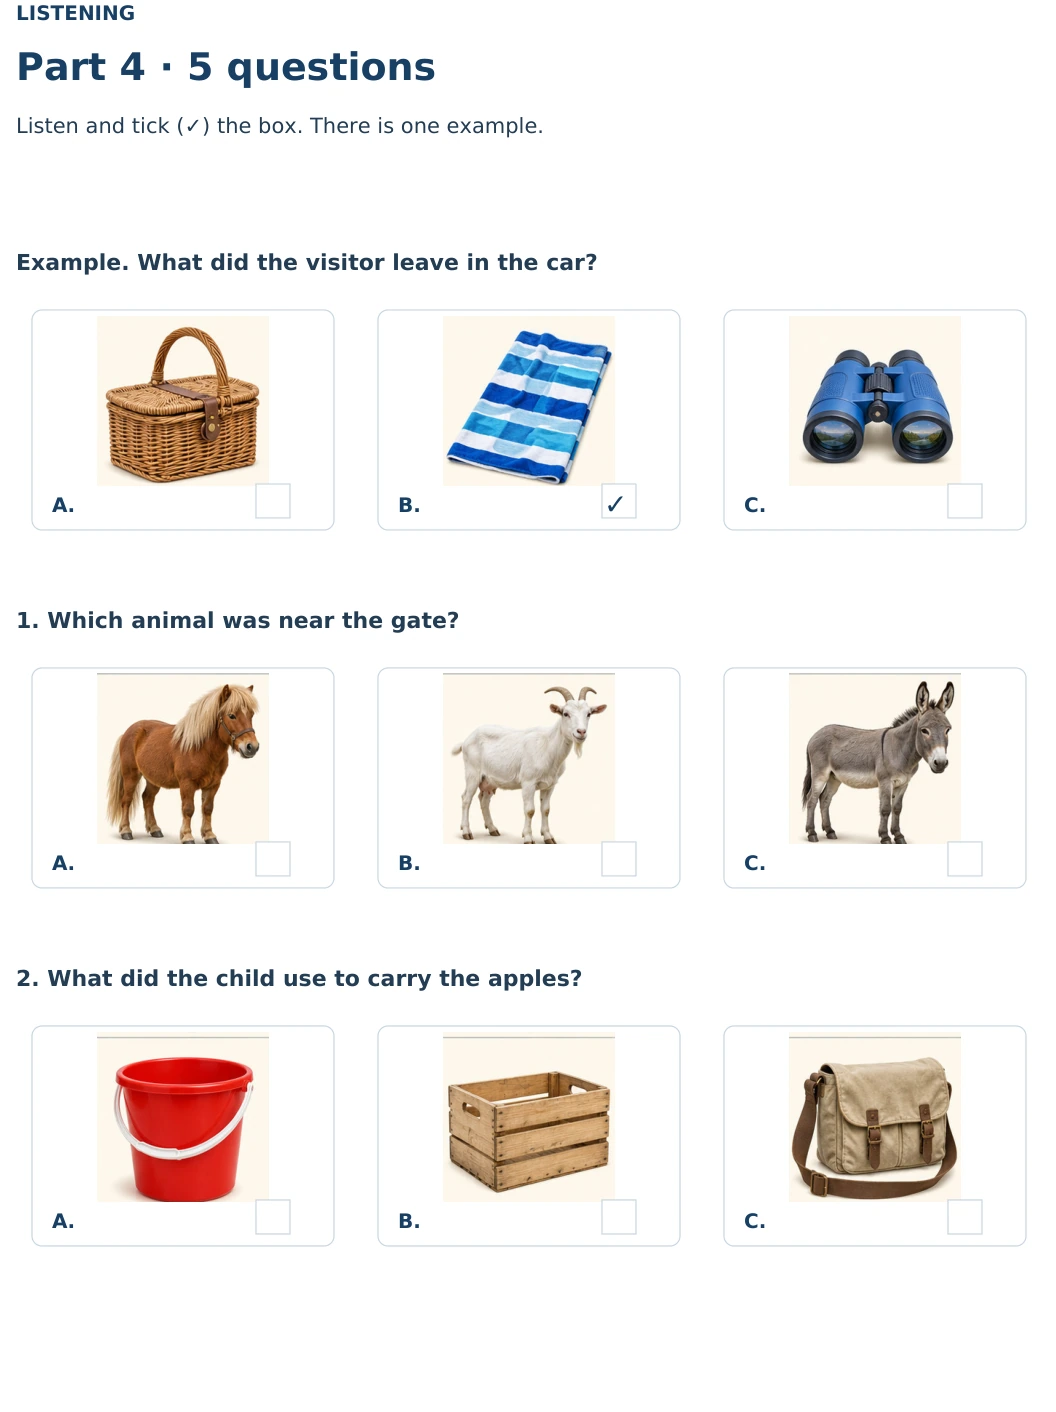 LISTENING
Part 4 · 5 questions
Listen and tick (✓) the box. There is one example.
Example. What did the visitor leave in the car?
A.
B. ✓
C.
1. Which animal was near the gate?
A.
B.
C.
2. What did the child use to carry the apples?
A.
B.
C.